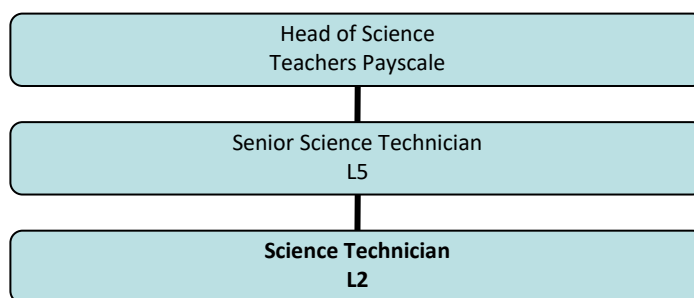 Head of Science
Teachers Payscale
Senior Science Technician
L5
Science Technician
L2